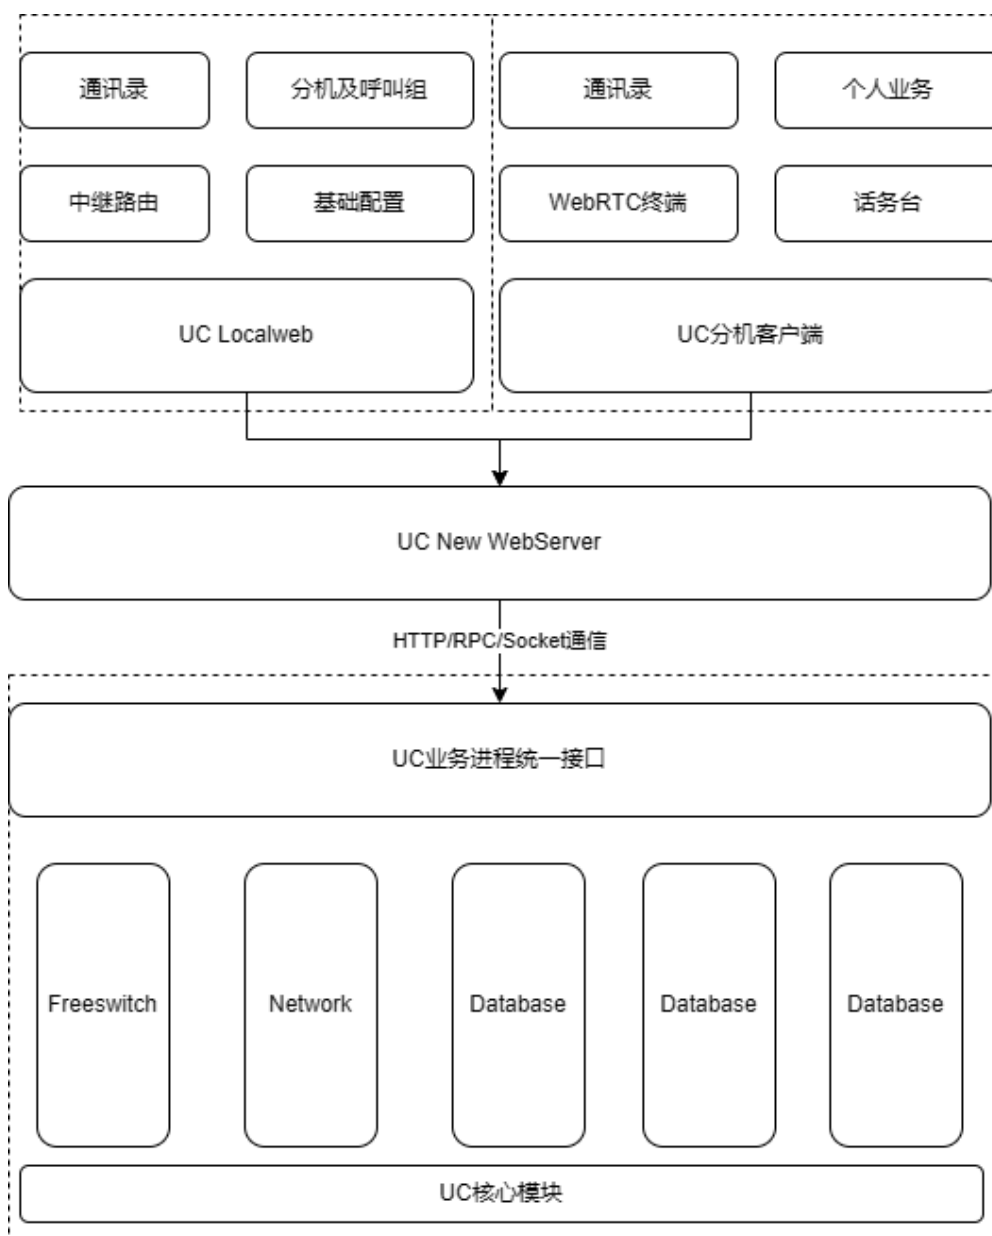 通讯录
分机及呼叫组
通讯录
个人业务
中继路由
基础配置
WebRTC终端
话务台
UC Localweb
UC分机客户端
UC New WebServer
HTTP/RPC/Socket通信
UC业务进程统一接口
Freeswitch
Network
Database
Database
Database
UC核心模块